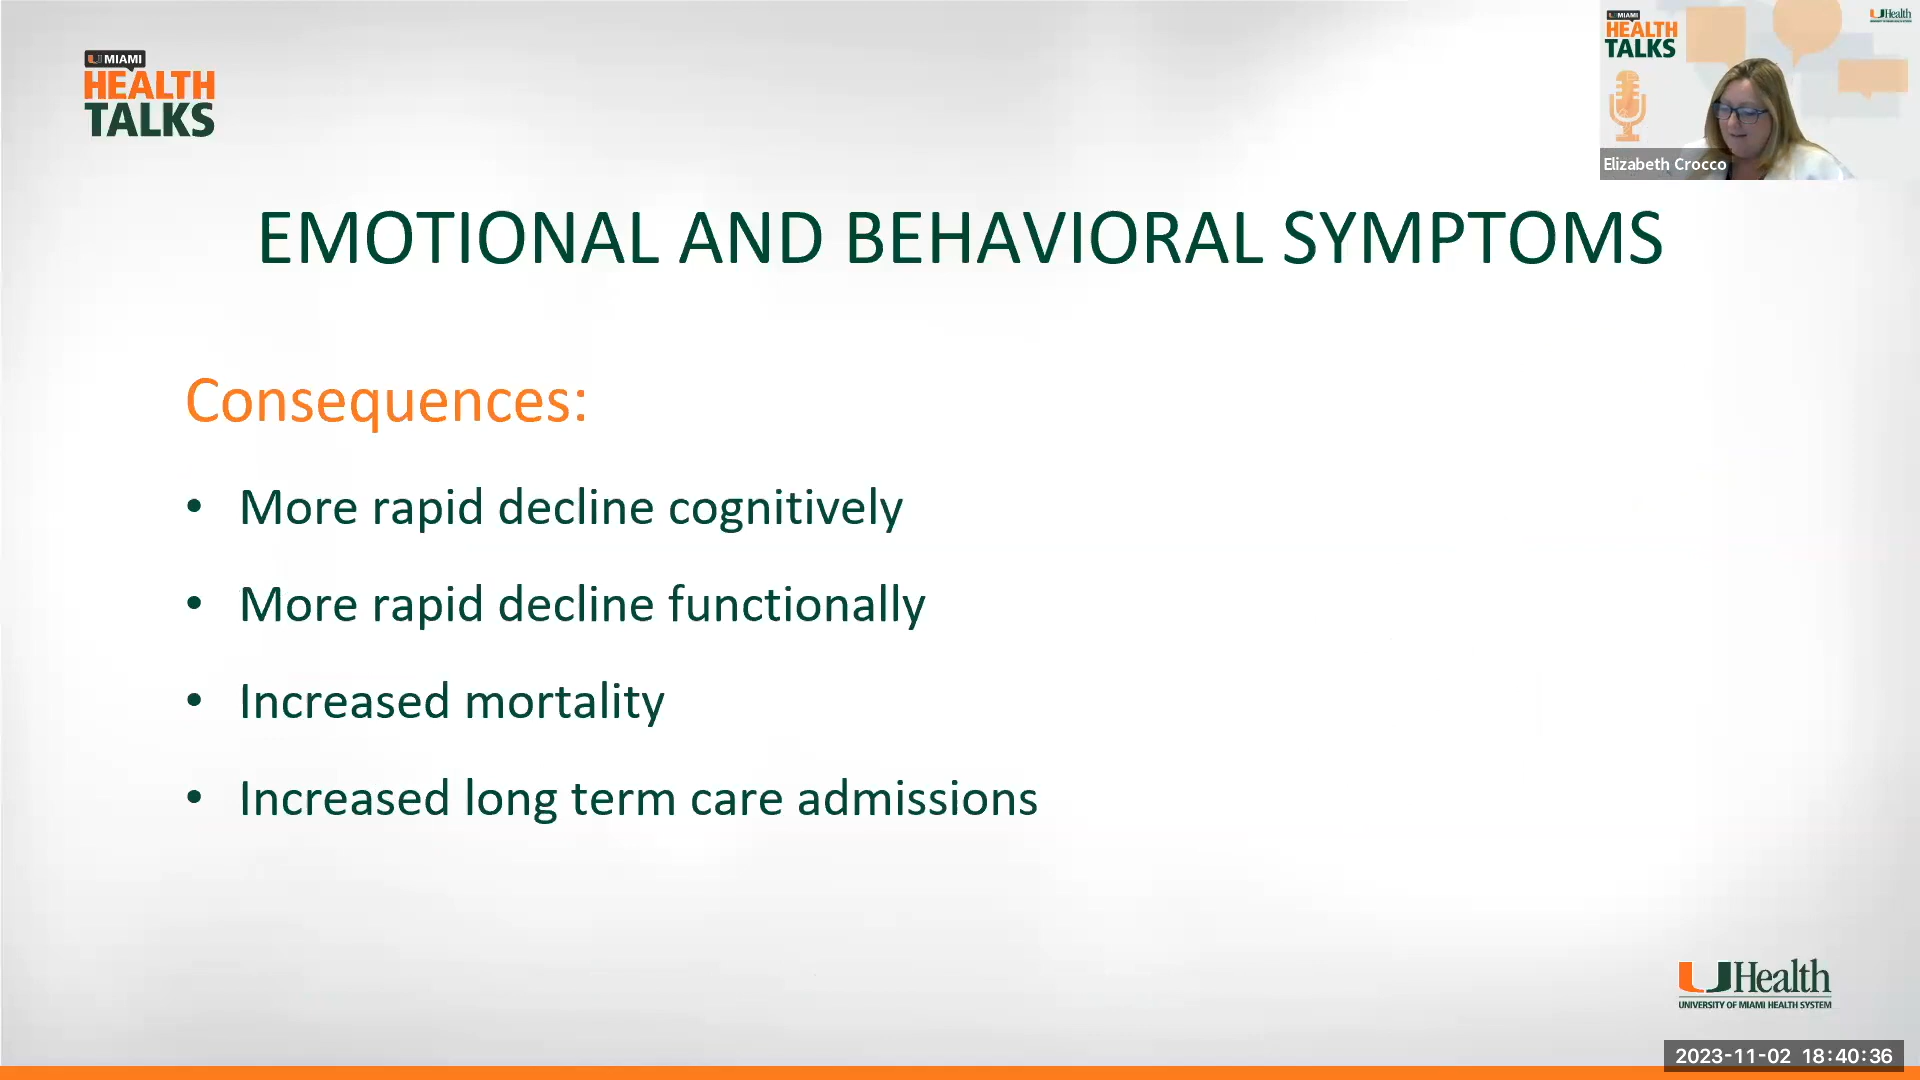 U MIAMI
HEALTH
TALKS
U MIAMI
HEALTH
TALKS
UHealth
Elizabeth Crocco
EMOTIONAL AND BEHAVIORAL SYMPTOMS
Consequences:
• More rapid decline cognitively
• More rapid decline functionally
• Increased mortality
• Increased long term care admissions
UHealth
UNIVERSITY OF MIAMI HEALTH SYSTEM
2023-11-02 18:40:36